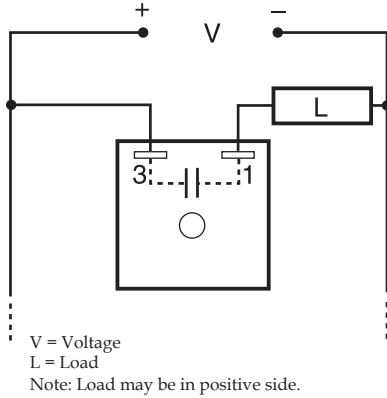 + V –
L
3 1
V = Voltage
L = Load
Note: Load may be in positive side.